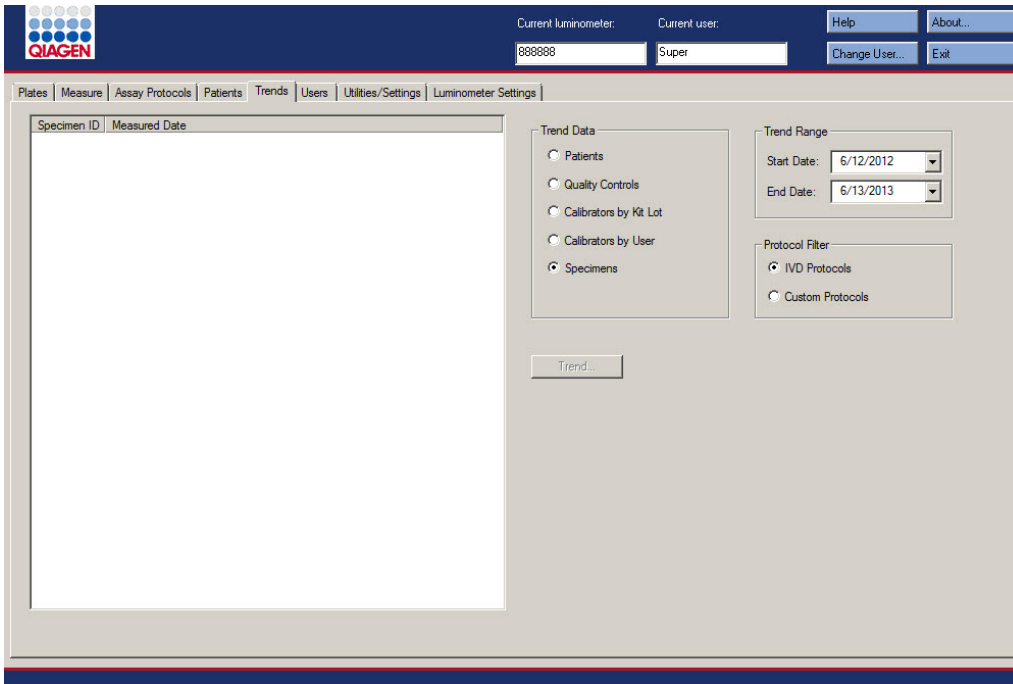 QIAGEN
Current luminometer: Current user:
888888 Super
Help About...
Change User... Exit
Plates Measure Assay Protocols Patients Trends Users Utilities/Settings Luminometer Settings
Specimen ID Measured Date
Trend Data
Patients
Quality Controls
Calibrators by Kit Lot
Calibrators by User
Specimens
Trend Range
Start Date: 6/12/2012
End Date: 6/13/2013
Protocol Filter
IVD Protocols
Custom Protocols
Trend...